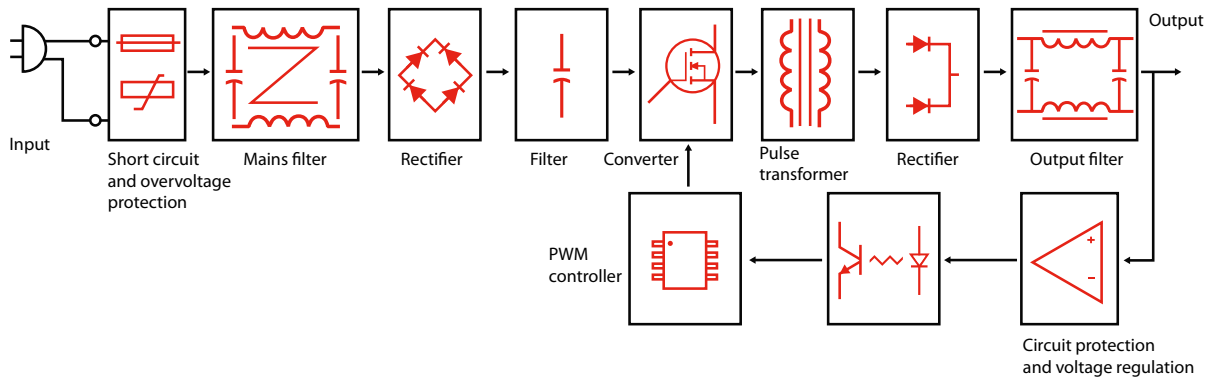 Output
Input
Short circuit
and overvoltage
protection
Mains filter
Rectifier
Filter
Converter
Pulse
transformer
Rectifier
Output filter
PWM
controller
+
−
Circuit protection
and voltage regulation